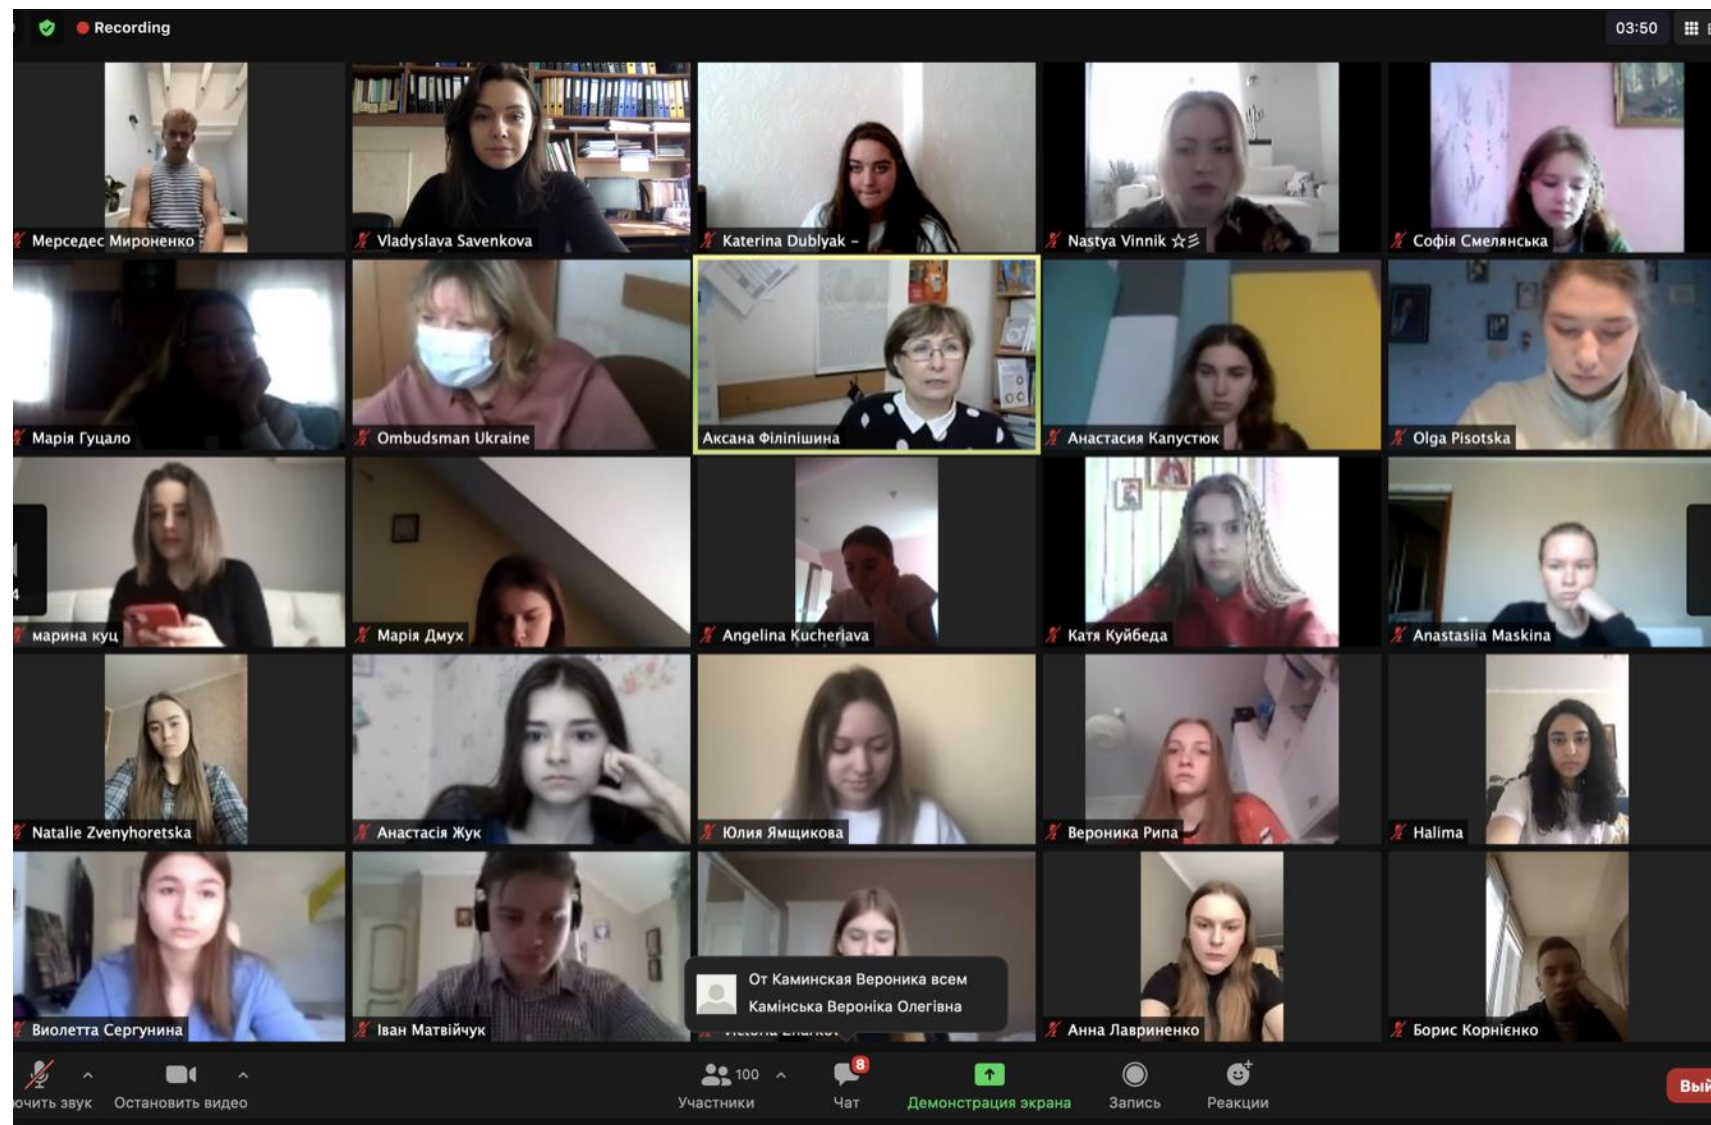 Recording
03:50
Мерседес Мироненко
Vladyslava Savenkova
Katerina Dublyak –
Nastya Vinnik ☆彡
Софія Смелянська
Марія Гуцало
Ombudsman Ukraine
Аксана Філіпішина
Анастасия Капустюк
Olga Pisotska
4
марина куц
Марія Дмух
Angelina Kucheriava
Катя Куйбеда
Anastasiia Maskina
Natalie Zvenyhoretska
Анастасія Жук
Юлия Ямщикова
Вероника Рипа
Halima
От Каминская Вероника всем
Камінська Вероніка Олегівна
Виолетта Сергунина
Іван Матвійчук
Анна Лавриненко
Борис Корнієнко
8
100
ючить звук
Остановить видео
Участники
Чат
Демонстрация экрана
Запись
Реакции
Вый